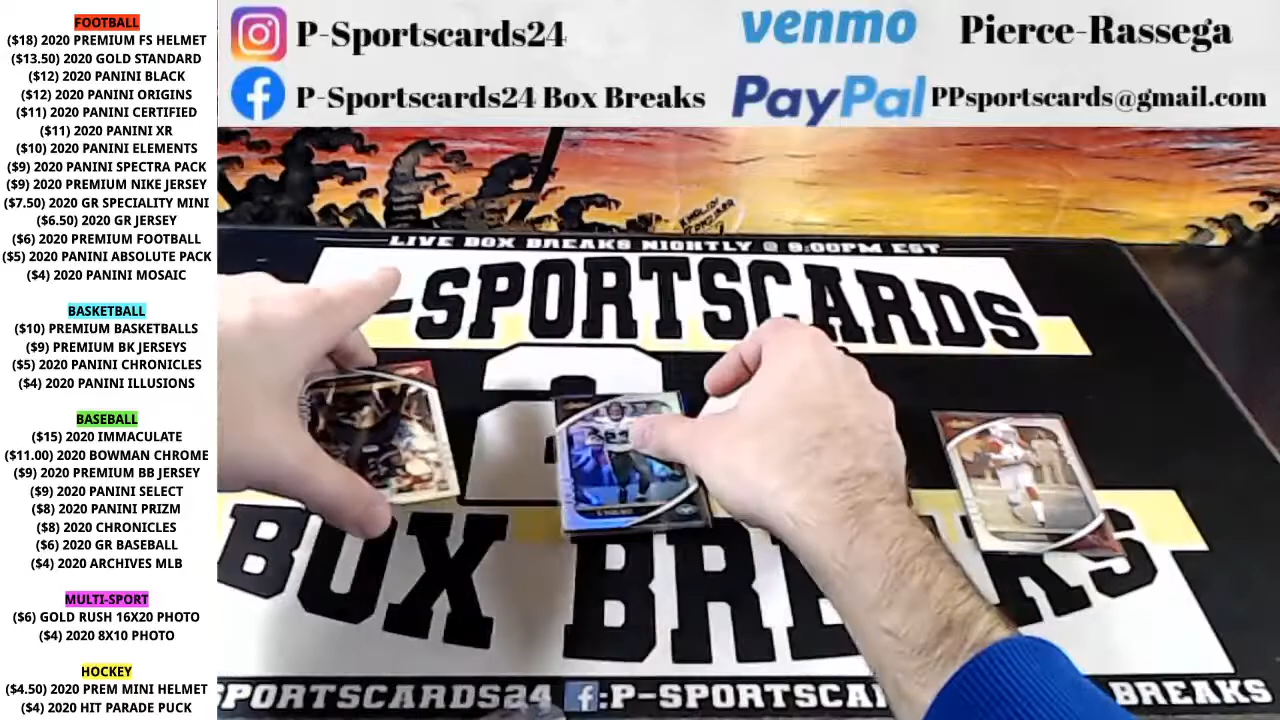 FOOTBALL
($18) 2020 PREMIUM FS HELMET
($13.50) 2020 GOLD STANDARD
($12) 2020 PANINI BLACK
($12) 2020 PANINI ORIGINS
($11) 2020 PANINI CERTIFIED
($11) 2020 PANINI XR
($10) 2020 PANINI ELEMENTS
($9) 2020 PANINI SPECTRA PACK
($9) 2020 PREMIUM NIKE JERSEY
($7.50) 2020 GR SPECIALITY MINI
($6.50) 2020 GR JERSEY
($6) 2020 PREMIUM FOOTBALL
($5) 2020 PANINI ABSOLUTE PACK
($4) 2020 PANINI MOSAIC
BASKETBALL
($10) PREMIUM BASKETBALLS
($9) PREMIUM BK JERSEYS
($5) 2020 PANINI CHRONICLES
($4) 2020 PANINI ILLUSIONS
BASEBALL
($15) 2020 IMMACULATE
($11.00) 2020 BOWMAN CHROME
($9) 2020 PREMIUM BB JERSEY
($9) 2020 PANINI SELECT
($8) 2020 PANINI PRIZM
($8) 2020 CHRONICLES
($6) 2020 GR BASEBALL
($4) 2020 ARCHIVES MLB
MULTI-SPORT
($6) GOLD RUSH 16X20 PHOTO
($4) 2020 8X10 PHOTO
HOCKEY
($4.50) 2020 PREM MINI HELMET
($4) 2020 HIT PARADE PUCK
P-Sportscards24
venmo Pierce-Rassega
P-Sportscards24 Box Breaks
PayPal PPsportscards@gmail.com
LIVE BOX BREAKS NIGHTLY @ 9:00PM EST
-SPORTSCARDS
2
BOX BREAKS
SPORTSCARDS24 f:P-SPORTSCA BREAKS